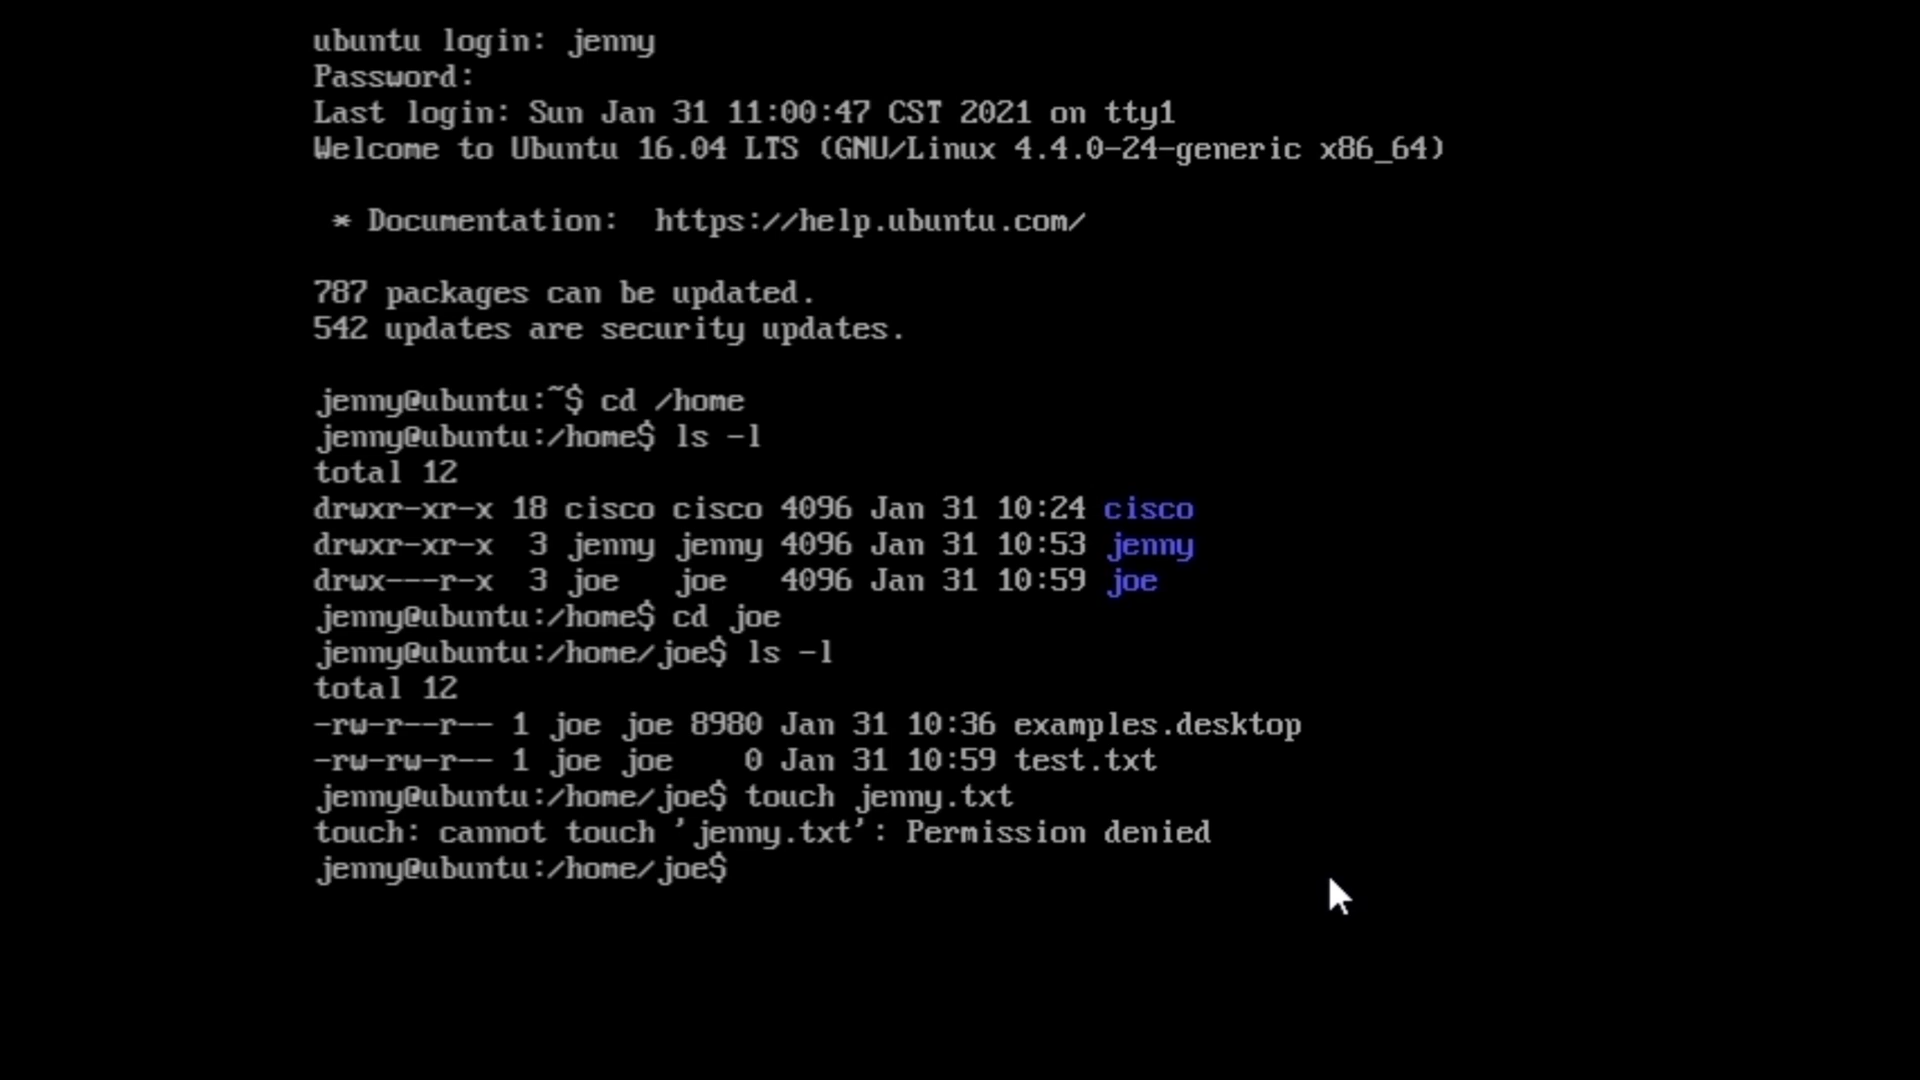 ubuntu login: jenny
Password:
Last login: Sun Jan 31 11:00:47 CST 2021 on tty1
Welcome to Ubuntu 16.04 LTS (GNU/Linux 4.4.0-24-generic x86_64)
* Documentation:  https://help.ubuntu.com/
787 packages can be updated.
542 updates are security updates.
jenny@ubuntu:~$ cd /home
jenny@ubuntu:/home$ ls -l
total 12
drwxr-xr-x 18 cisco cisco 4096 Jan 31 10:24 cisco
drwxr-xr-x  3 jenny jenny 4096 Jan 31 10:53 jenny
drwx---r-x  3 joe   joe   4096 Jan 31 10:59 joe
jenny@ubuntu:/home$ cd joe
jenny@ubuntu:/home/joe$ ls -l
total 12
-rw-r--r-- 1 joe joe 8980 Jan 31 10:36 examples.desktop
-rw-rw-r-- 1 joe joe    0 Jan 31 10:59 test.txt
jenny@ubuntu:/home/joe$ touch jenny.txt
touch: cannot touch 'jenny.txt': Permission denied
jenny@ubuntu:/home/joe$